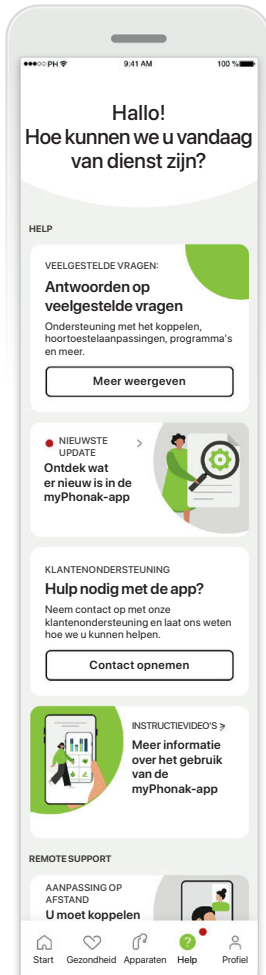 PH
9:41 AM
100 %
Hallo!
Hoe kunnen we u vandaag
van dienst zijn?
HELP
VEELGESTELDE VRAGEN:
Antwoorden op
veelgestelde vragen
Ondersteuning met het koppelen,
hoortoestelaanpassingen, programma's
en meer.
Meer weergeven
NIEUWSTE
UPDATE
Ontdek wat
er nieuw is in de
myPhonak-app
KLANTENONDERSTEUNING
Hulp nodig met de app?
Neem contact op met onze
klantenondersteuning en laat ons weten
hoe we u kunnen helpen.
Contact opnemen
INSTRUCTIEVIDEO'S
Meer informatie
over het gebruik
van de
myPhonak-app
REMOTE SUPPORT
AANPASSING OP
AFSTAND
U moet koppelen
Start
Gezondheid
Apparaten
Help
Profiel